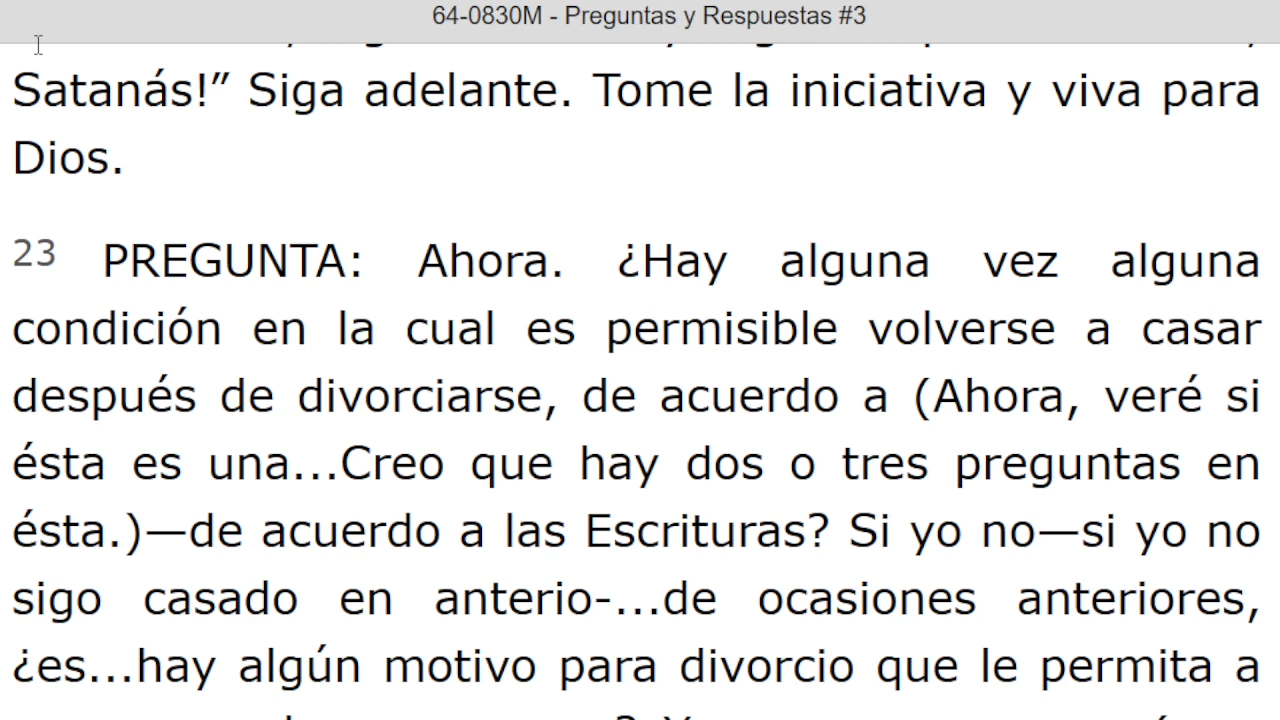 64-0830M - Preguntas y Respuestas #3
Satanás!” Siga adelante. Tome la iniciativa y viva para
Dios.
23 PREGUNTA: Ahora. ¿Hay alguna vez alguna
condición en la cual es permisible volverse a casar
después de divorciarse, de acuerdo a (Ahora, veré si
ésta es una...Creo que hay dos o tres preguntas en
ésta.)—de acuerdo a las Escrituras? Si yo no—si yo no
sigo casado en anterio-...de ocasiones anteriores,
¿es...hay algún motivo para divorcio que le permita a